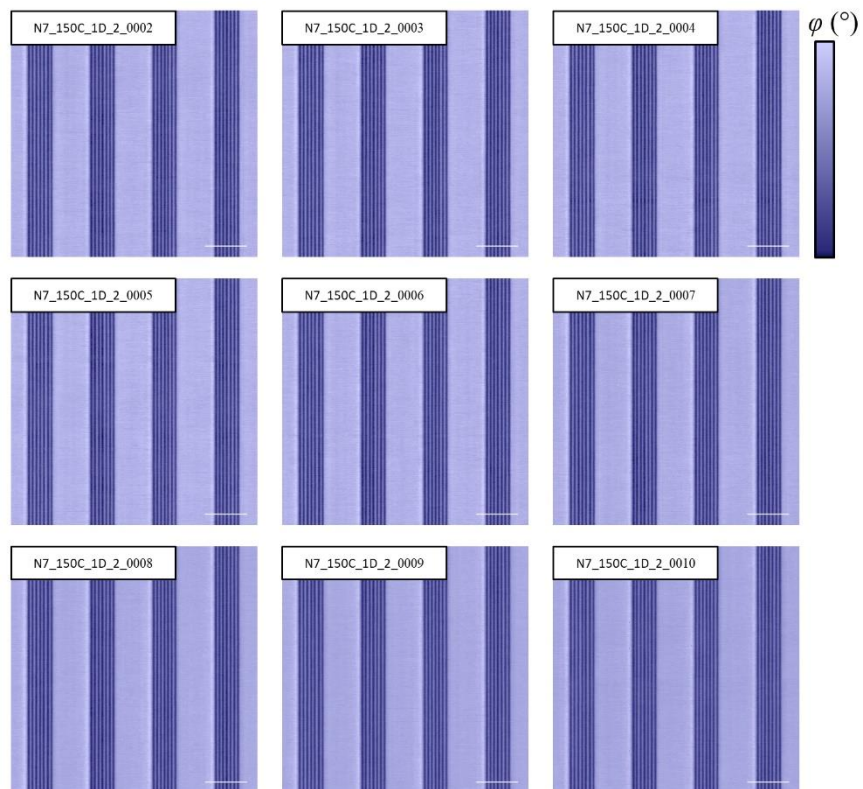 N7_150C_1D_2_0002
N7_150C_1D_2_0003
N7_150C_1D_2_0004
φ (°)
N7_150C_1D_2_0005
N7_150C_1D_2_0006
N7_150C_1D_2_0007
N7_150C_1D_2_0008
N7_150C_1D_2_0009
N7_150C_1D_2_0010